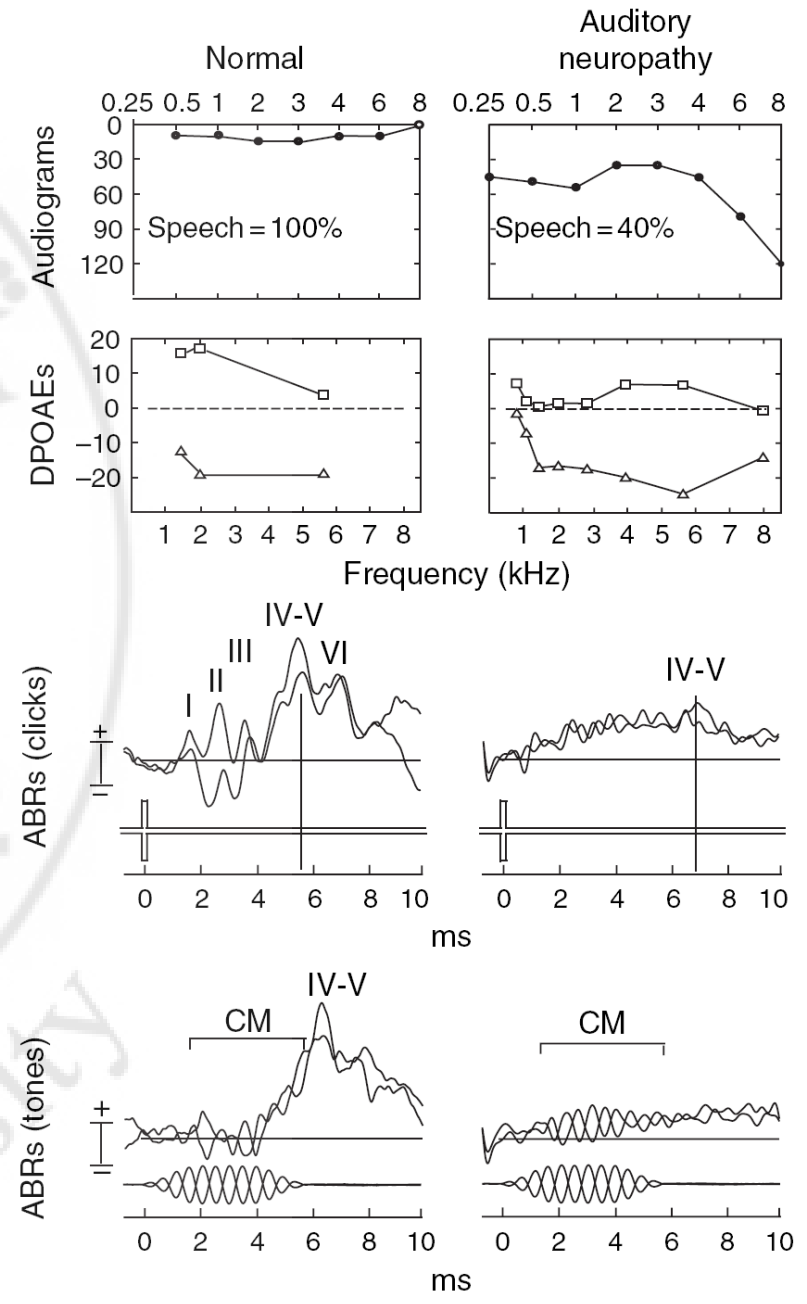 Normal
Auditory
neuropathy
0.25 0.5 1 2 3 4 6 8
0.25 0.5 1 2 3 4 6 8
Audiograms
0
30
60
90
120
Speech = 100%
Speech = 40%
DPOAEs
20
10
0
−10
−20
1 2 3 4 5 6 7 8
1 2 3 4 5 6 7 8
Frequency (kHz)
ABRs (clicks)
+
I
II
III
IV-V
VI
IV-V
0 2 4 6 8 10
0 2 4 6 8 10
ms
ms
ABRs (tones)
+
CM
IV-V
CM
0 2 4 6 8 10
0 2 4 6 8 10
ms
ms